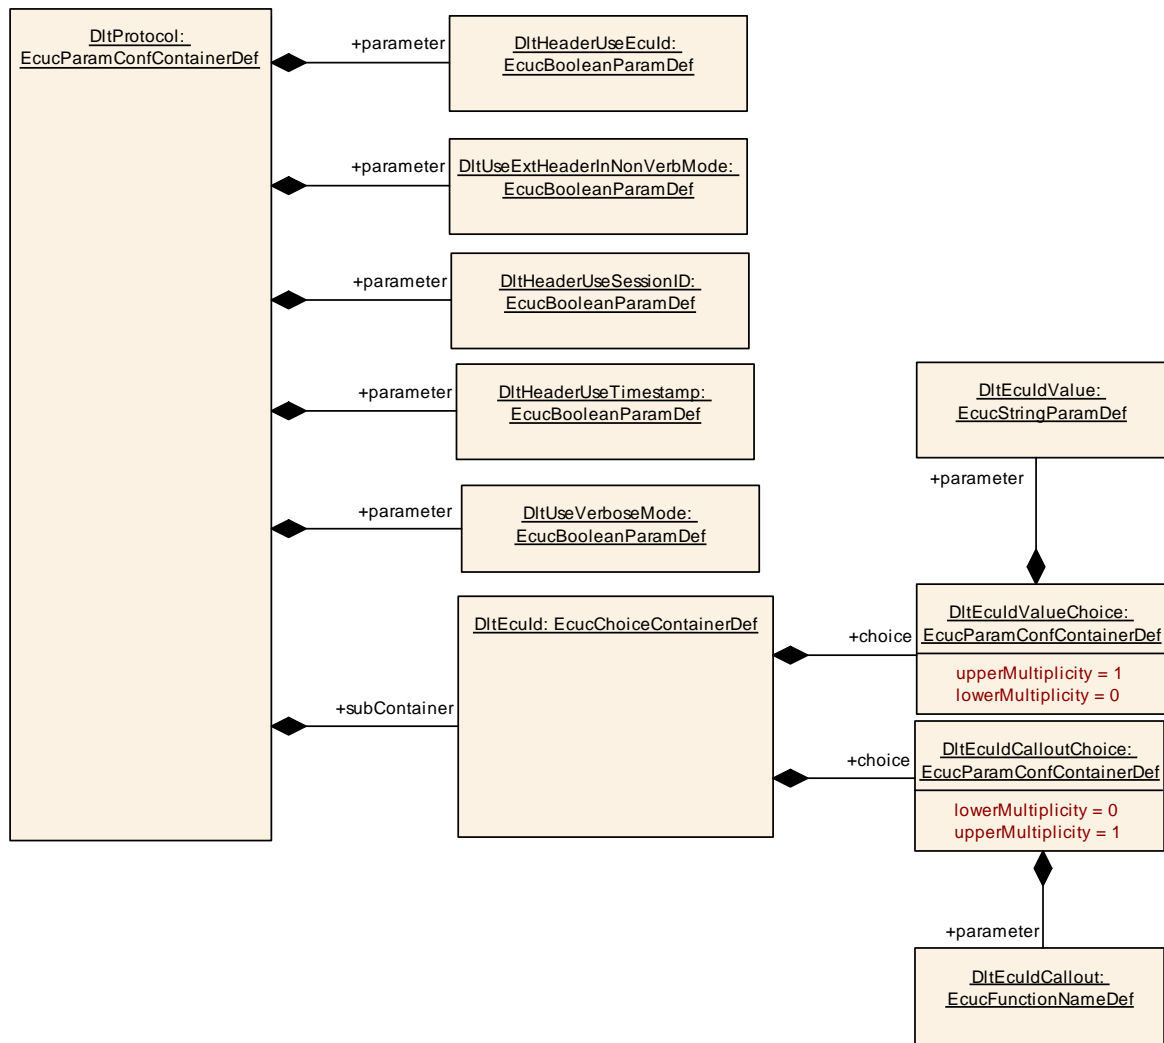 DltProtocol:
EcucParamConfContainerDef
+parameter
DltHeaderUseEcuId:
EcucBooleanParamDef
+parameter
DltUseExtHeaderInNonVerbMode:
EcucBooleanParamDef
+parameter
DltHeaderUseSessionID:
EcucBooleanParamDef
+parameter
DltHeaderUseTimestamp:
EcucBooleanParamDef
DltEcuIdValue:
EcucStringParamDef
+parameter
+parameter
DltUseVerboseMode:
EcucBooleanParamDef
DltEcuId: EcucChoiceContainerDef
+choice
DltEcuIdValueChoice:
EcucParamConfContainerDef
upperMultiplicity = 1
lowerMultiplicity = 0
+subContainer
+choice
DltEcuIdCalloutChoice:
EcucParamConfContainerDef
lowerMultiplicity = 0
upperMultiplicity = 1
+parameter
DltEcuIdCallout:
EcucFunctionNameDef